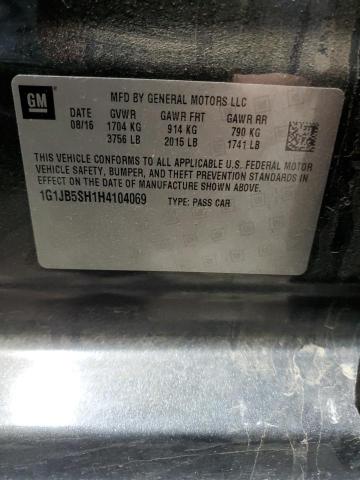 GM
MFD BY GENERAL MOTORS LLC
DATE GVWR GAWR FRT GAWR RR
08/16 1704 KG 914 KG 790 KG
3756 LB 2015 LB 1741 LB
THIS VEHICLE CONFORMS TO ALL APPLICABLE U.S. FEDERAL MOTOR
VEHICLE SAFETY, BUMPER, AND THEFT PREVENTION STANDARDS
IN EFFECT ON THE DATE OF MANUFACTURE SHOWN ABOVE.
1G1JB5SH1H4104069 TYPE: PASS CAR